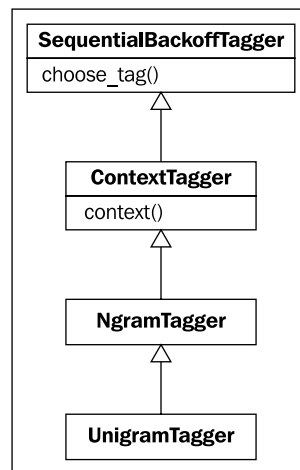 SequentialBackoffTagger
choose_tag()
ContextTagger
context()
NgramTagger
UnigramTagger